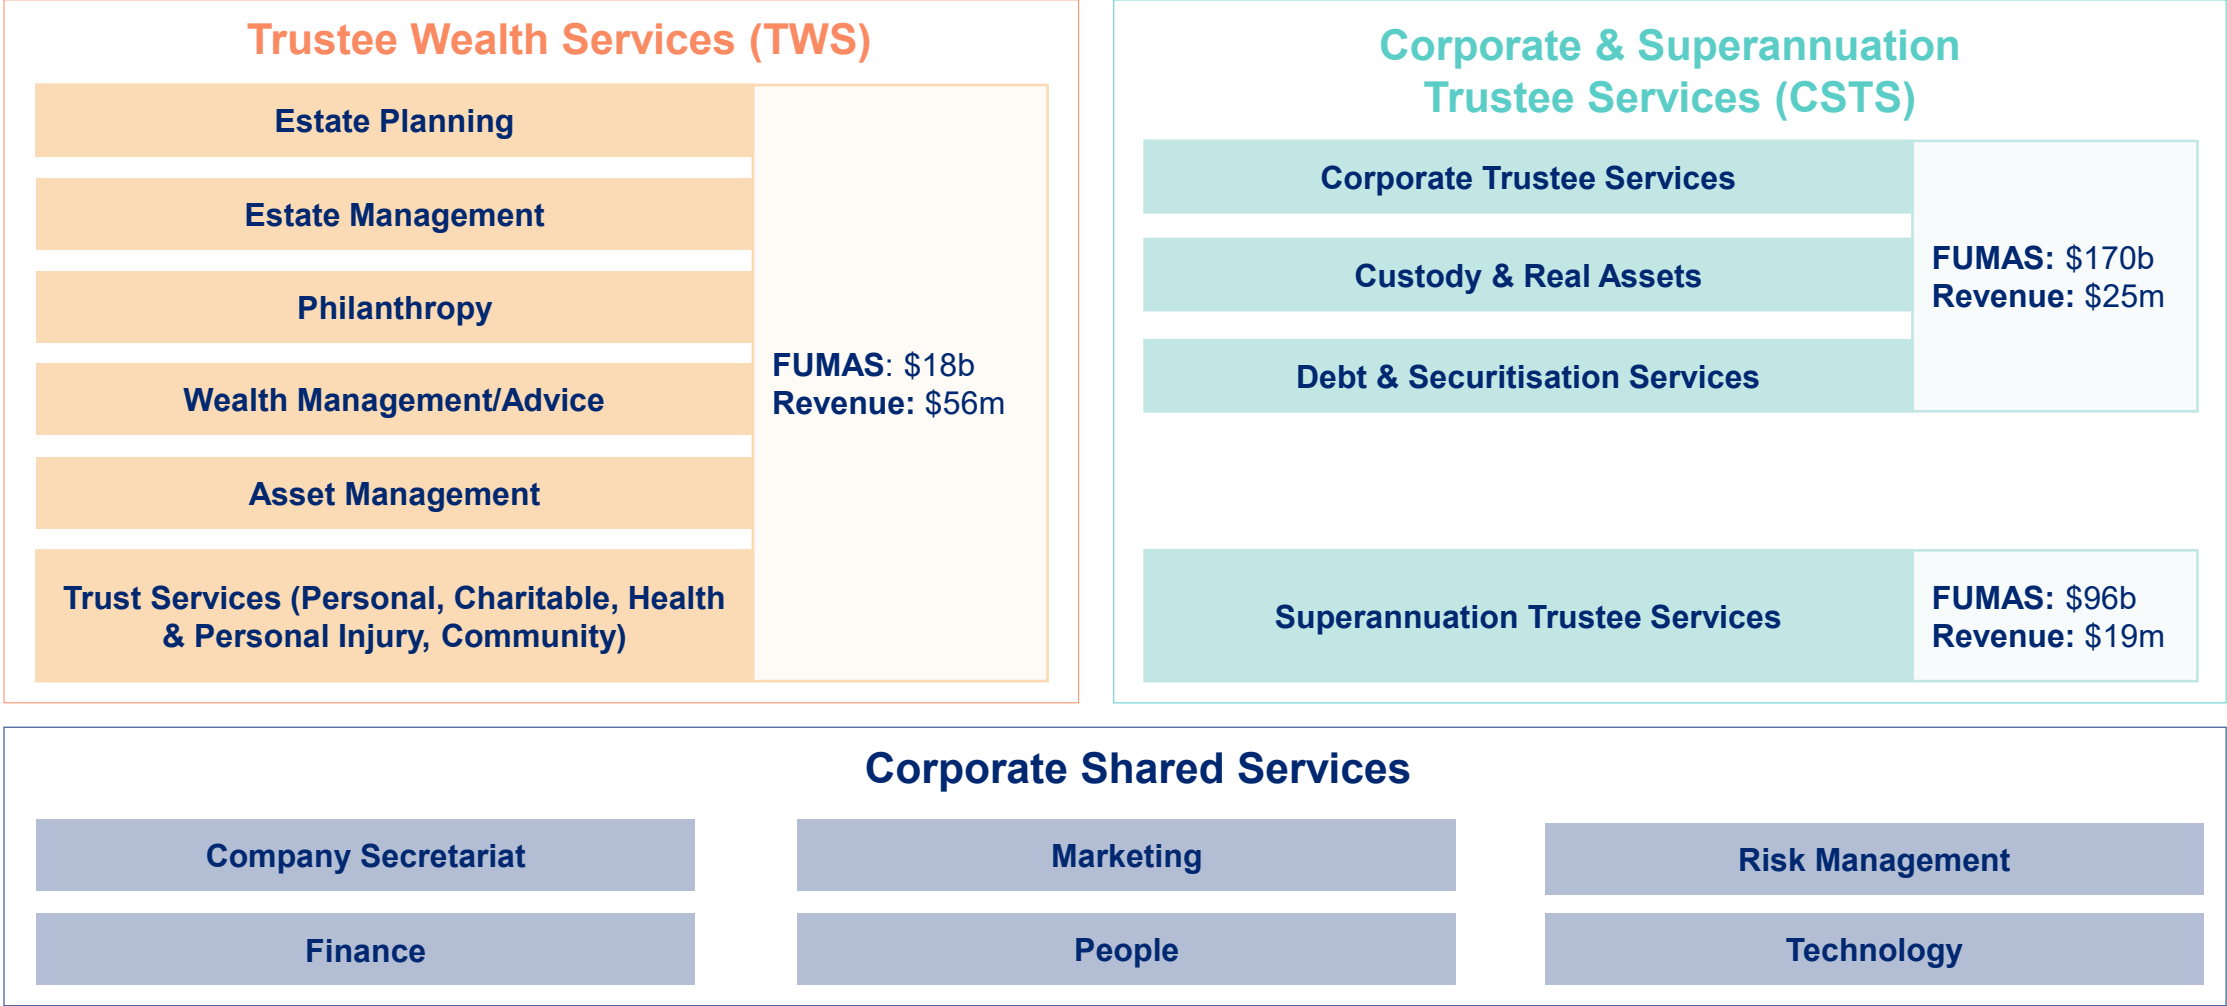 Trustee Wealth Services (TWS)
Estate Planning
Estate Management
Philanthropy
Wealth Management/Advice
Asset Management
Trust Services (Personal, Charitable, Health
& Personal Injury, Community)
FUMAS: $18b
Revenue: $56m
Corporate & Superannuation
Trustee Services (CSTS)
Corporate Trustee Services
Custody & Real Assets
Debt & Securitisation Services
FUMAS: $170b
Revenue: $25m
Superannuation Trustee Services
FUMAS: $96b
Revenue: $19m
Corporate Shared Services
Company Secretariat
Marketing
Risk Management
Finance
People
Technology